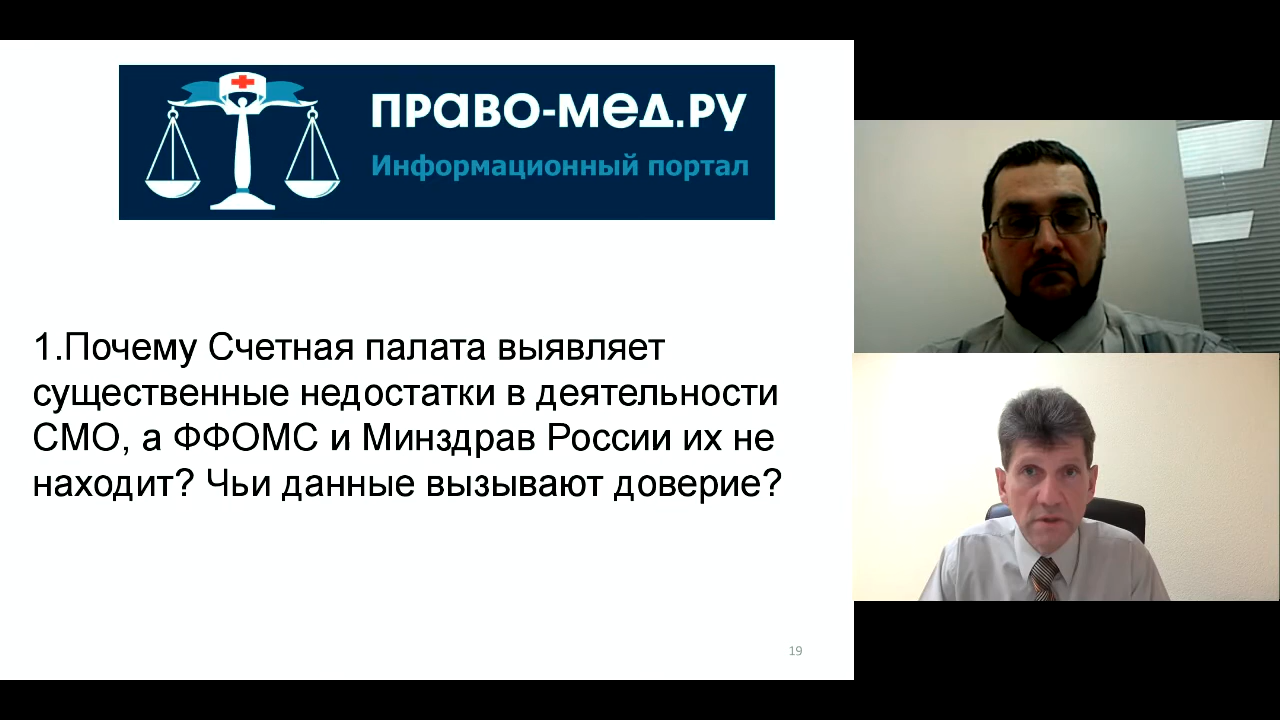 ПРАВО-МЕД.РУ
Информационный портал
1.Почему Счетная палата выявляет
существенные недостатки в деятельности
СМО, а ФФОМС и Минздрав России их не
находит? Чьи данные вызывают доверие?
19